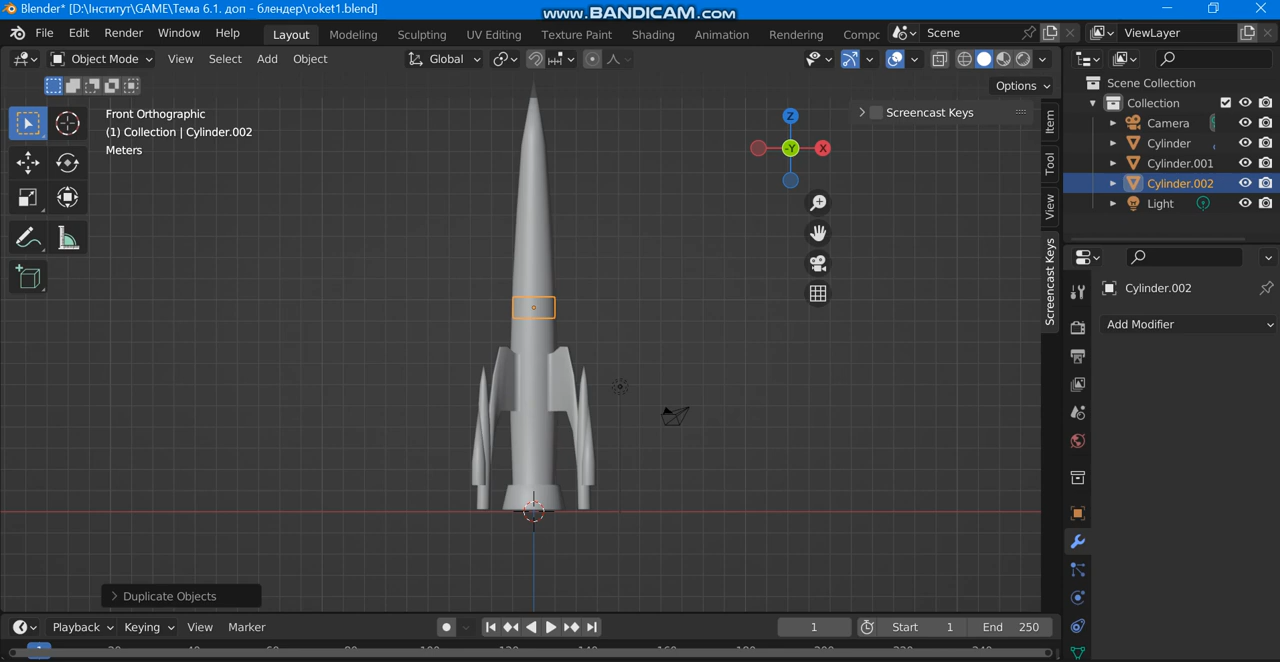 Blender* [D:\Інститут\GAME\Тема 6.1. доп - блендер\roket1.blend]
www.BANDICAM.com
File Edit Render Window Help Layout Modeling Sculpting UV Editing Texture Paint Shading Animation Rendering Compc Scene ViewLayer
Object Mode View Select Add Object Global
Options
Front Orthographic
(1) Collection | Cylinder.002
Meters
Screencast Keys
Z
-Y
X
Item
Tool
View
Screencast Keys
Scene Collection
Collection
Camera
Cylinder
Cylinder.001
Cylinder.002
Light
Cylinder.002
Add Modifier
Duplicate Objects
Playback Keying View Marker 1 Start 1 End 250